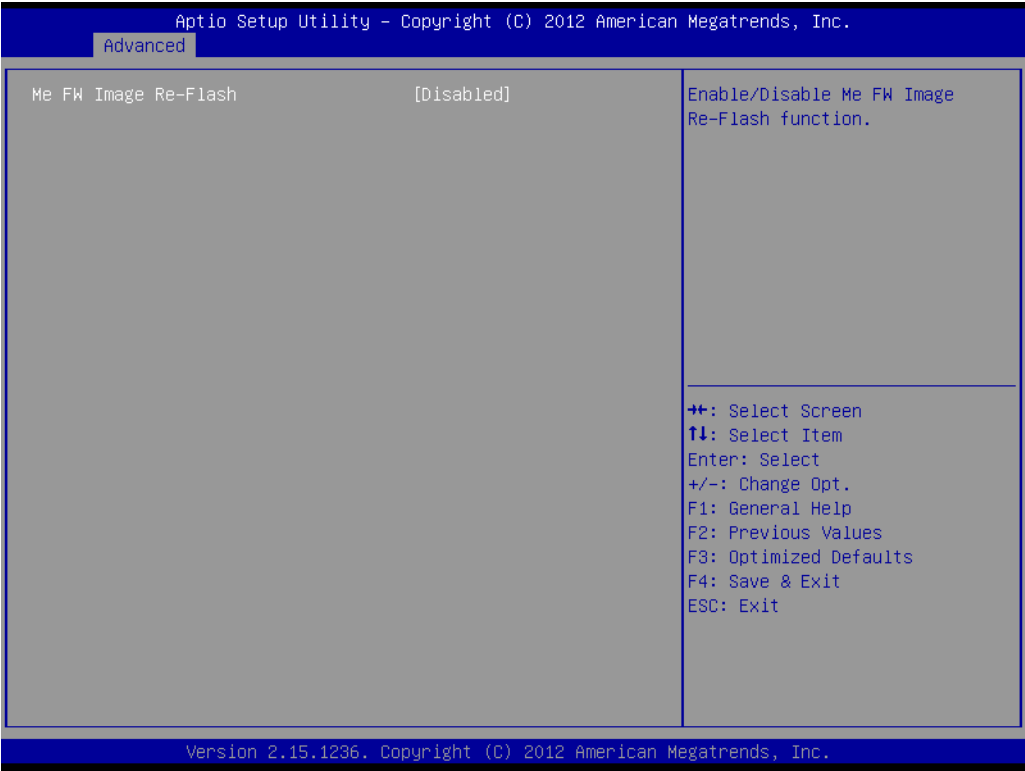 Aptio Setup Utility – Copyright (C) 2012 American Megatrends, Inc.
Advanced
Me FW Image Re-Flash [Disabled]
Enable/Disable Me FW Image
Re-Flash function.
→←: Select Screen
↑↓: Select Item
Enter: Select
+/-: Change Opt.
F1: General Help
F2: Previous Values
F3: Optimized Defaults
F4: Save & Exit
ESC: Exit
Version 2.15.1236. Copyright (C) 2012 American Megatrends, Inc.